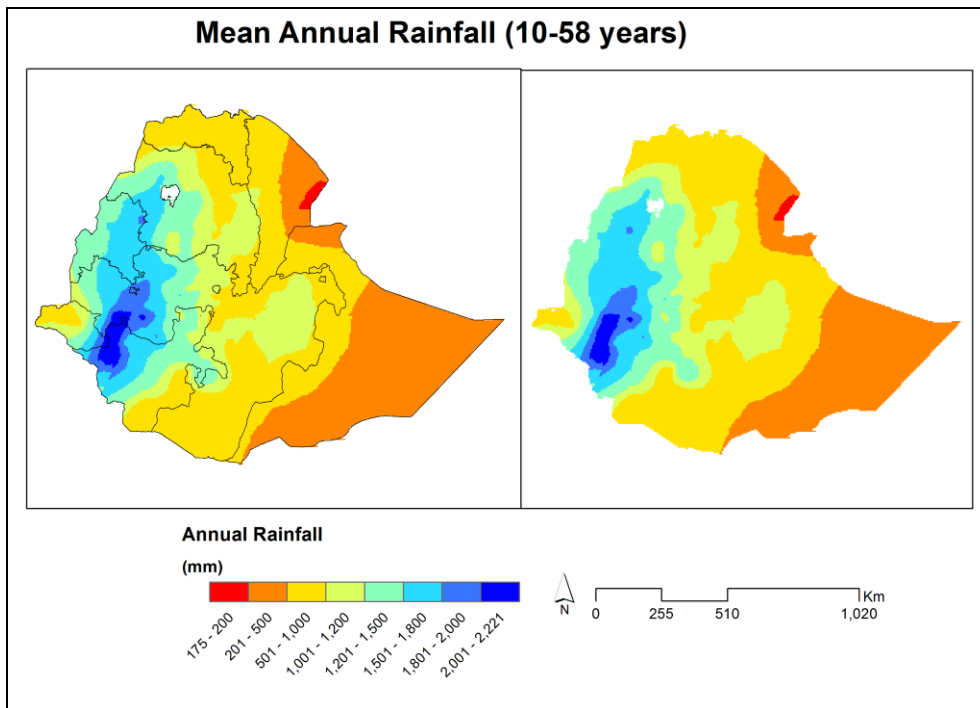 Mean Annual Rainfall (10-58 years)
Annual Rainfall
(mm)
175 - 200
201 - 500
501 - 1,000
1,001 - 1,200
1,201 - 1,500
1,501 - 1,800
1,801 - 2,000
2,001 - 2,221
N
Km
0 255 510 1,020